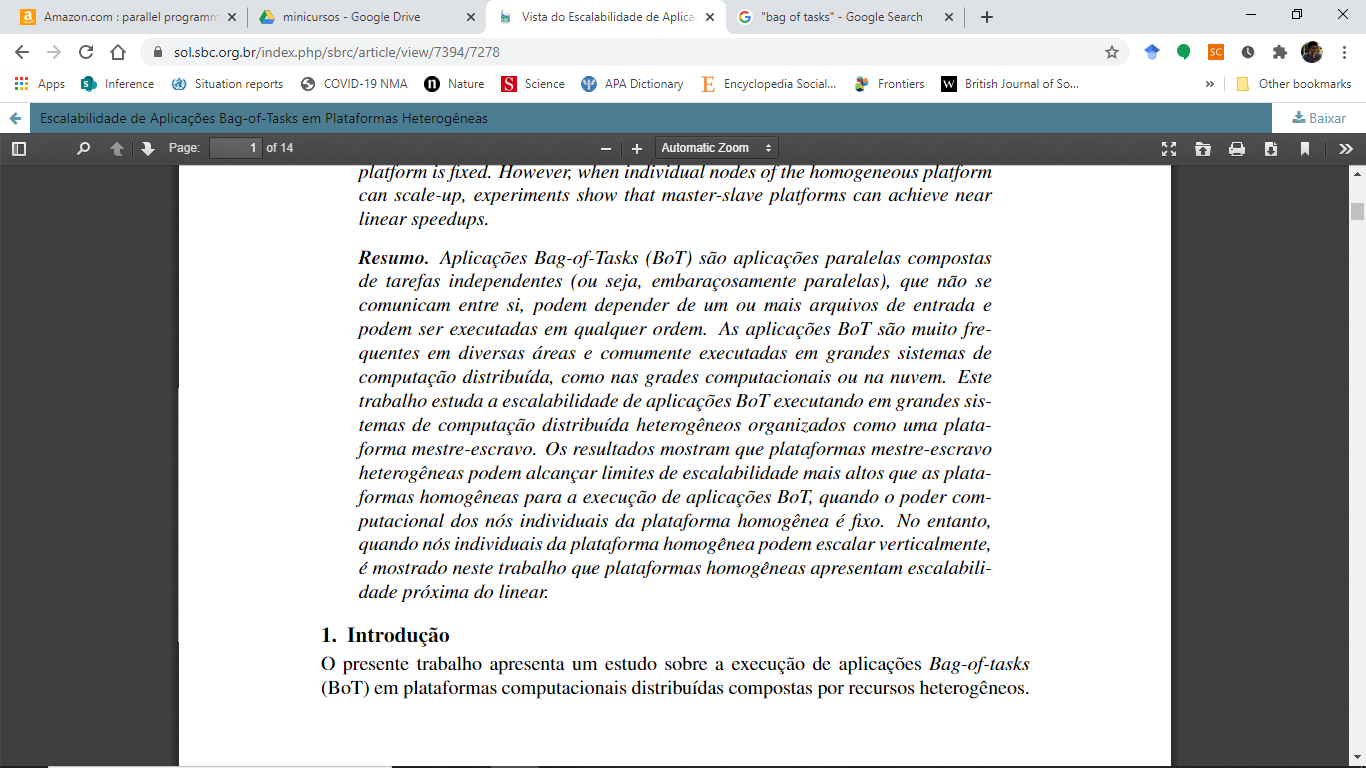 Amazon.com : parallel programm
minicursos - Google Drive
Vista do Escalabilidade de Aplica
"bag of tasks" - Google Search
sol.sbc.org.br/index.php/sbrc/article/view/7394/7278
SC
Apps
Inference
Situation reports
COVID-19 NMA
Nature
Science
APA Dictionary
Encyclopedia Social...
Frontiers
British Journal of So...
Other bookmarks
Escalabilidade de Aplicações Bag-of-Tasks em Plataformas Heterogêneas
Baixar
Page: 1 of 14
Automatic Zoom
platform is fixed. However, when individual nodes of the homogeneous platform
can scale-up, experiments show that master-slave platforms can achieve near
linear speedups.
Resumo. Aplicações Bag-of-Tasks (BoT) são aplicações paralelas compostas
de tarefas independentes (ou seja, embaraçosamente paralelas), que não se
comunicam entre si, podem depender de um ou mais arquivos de entrada e
podem ser executadas em qualquer ordem. As aplicações BoT são muito fre-
quentes em diversas áreas e comumente executadas em grandes sistemas de
computação distribuída, como nas grades computacionais ou na nuvem. Este
trabalho estuda a escalabilidade de aplicações BoT executando em grandes sis-
temas de computação distribuída heterogêneos organizados como uma plata-
forma mestre-escravo. Os resultados mostram que plataformas mestre-escravo
heterogêneas podem alcançar limites de escalabilidade mais altos que as plata-
formas homogêneas para a execução de aplicações BoT, quando o poder com-
putacional dos nós individuais da plataforma homogênea é fixo. No entanto,
quando nós individuais da plataforma homogênea podem escalar verticalmente,
é mostrado neste trabalho que plataformas homogêneas apresentam escalabili-
dade próxima do linear.
1. Introdução
O presente trabalho apresenta um estudo sobre a execução de aplicações Bag-of-tasks
(BoT) em plataformas computacionais distribuídas compostas por recursos heterogêneos.